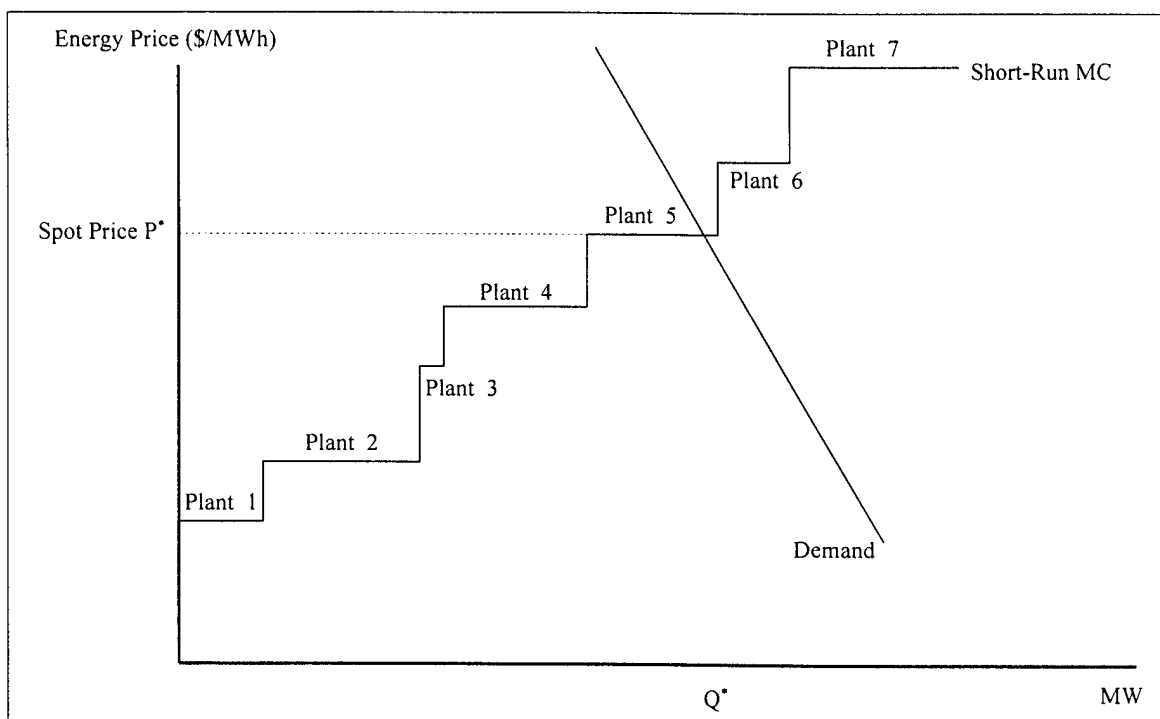 Energy Price ($/MWh)
Plant 7
Short-Run MC
Plant 6
Plant 5
Spot Price P*
Plant 4
Plant 3
Plant 2
Plant 1
Demand
Q*
MW